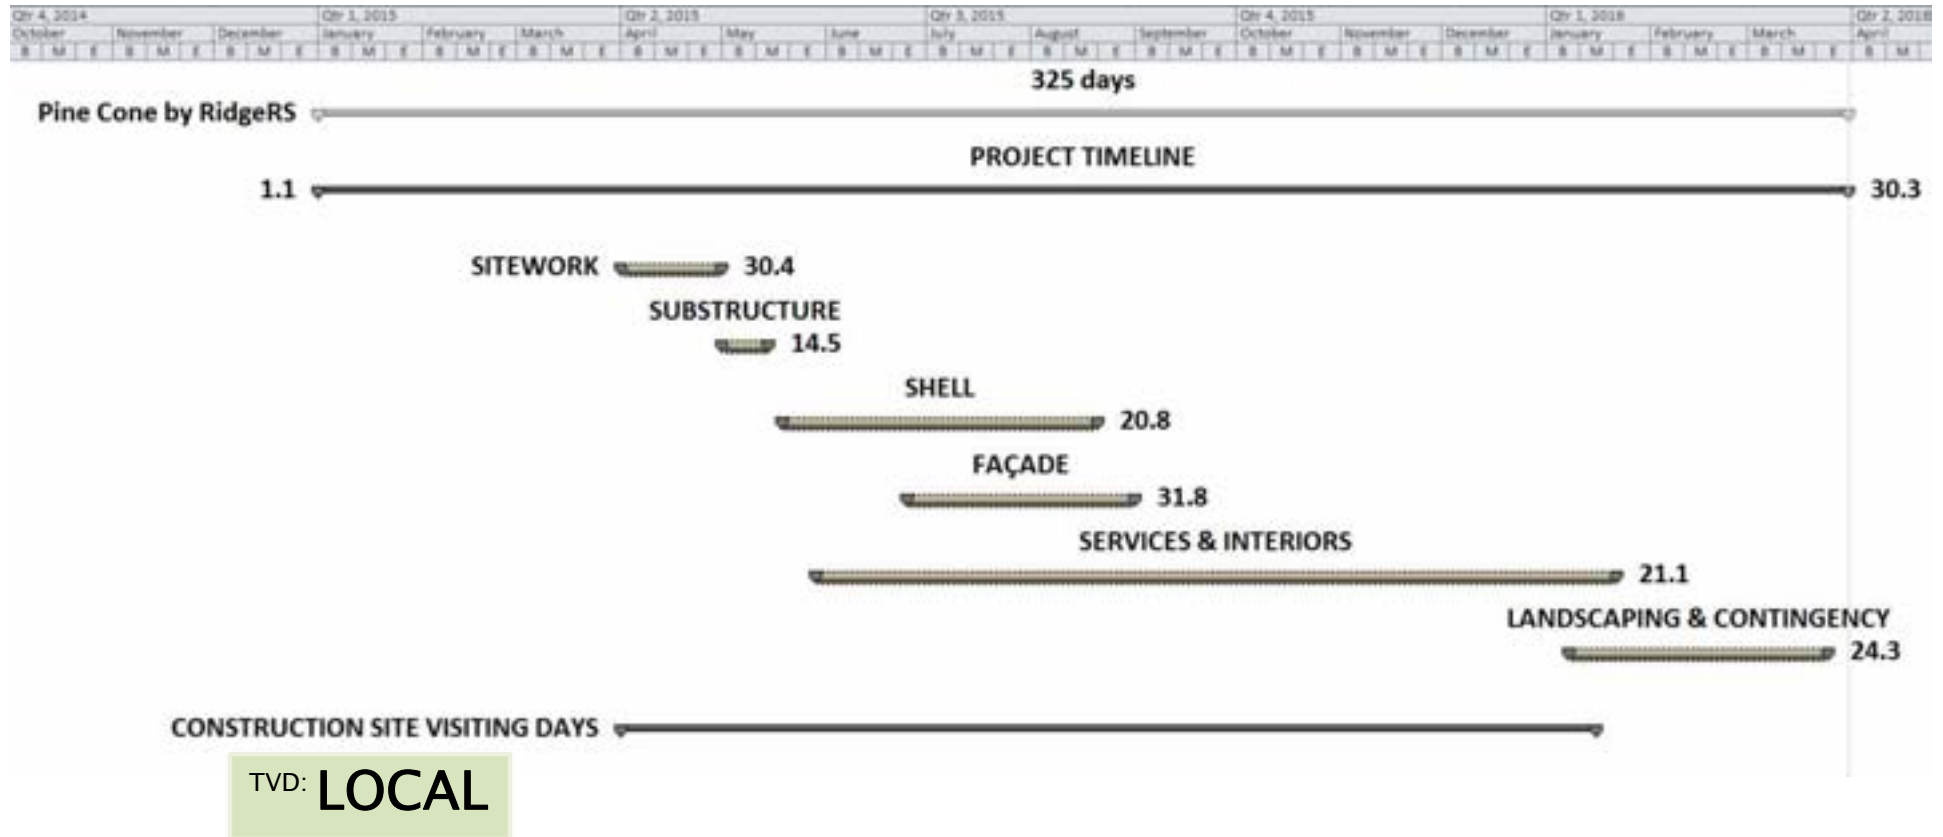 Qtr 4, 2014 Qtr 1, 2015 Qtr 2, 2015 Qtr 3, 2015 Qtr 4, 2015 Qtr 1, 2016 Qtr 2, 2016
October November December January February March April May June July August September October November December January February March April
B M E B M E B M E B M E B M E B M E B M E B M E B M E B M E B M E B M E B M E B M E B M E B M E B M E B M E B M
325 days
Pine Cone by RidgeRS
PROJECT TIMELINE
1.1 30.3
SITEWORK 30.4
SUBSTRUCTURE
14.5
SHELL
20.8
FAÇADE
31.8
SERVICES & INTERIORS
21.1
LANDSCAPING & CONTINGENCY
24.3
CONSTRUCTION SITE VISITING DAYS
TVD: LOCAL